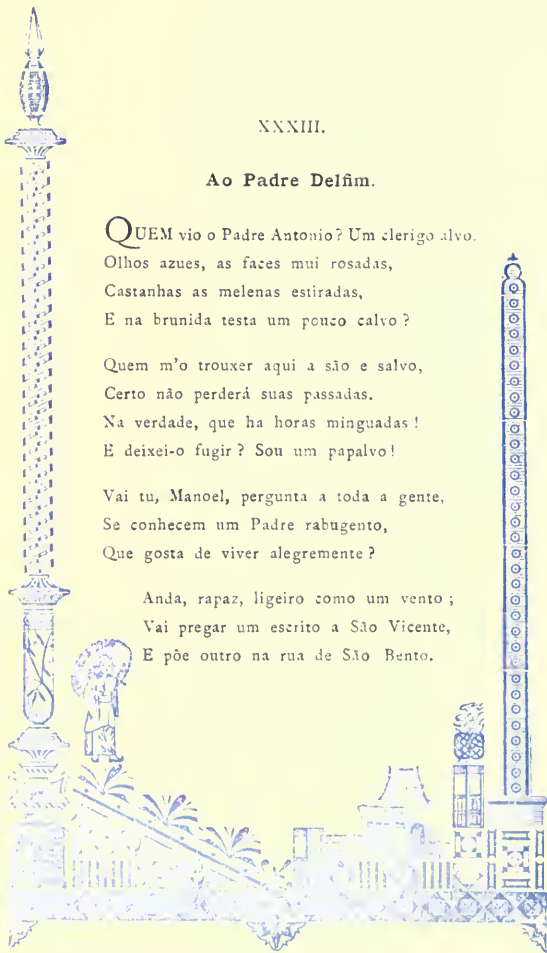 XXXIII.
Ao Padre Delfim.
QUEM vio o Padre Antonio? Um clerigo alvo,
Olhos azues, as faces mui rosadas,
Castanhas as melenas estiradas,
E na brunida testa um pouco calvo?
Quem m'o trouxer aqui a são e salvo,
Certo não perderá suas passadas.
Na verdade, que ha horas minguadas!
E deixei-o fugir? Sou um papalvo!
Vai tu, Manoel, pergunta a toda a gente,
Se conhecem um Padre rabugento,
Que gosta de viver alegremente?
Anda, rapaz, ligeiro como um vento;
Vai pregar um escrito a São Vicente,
E põe outro na rua de São Bento.